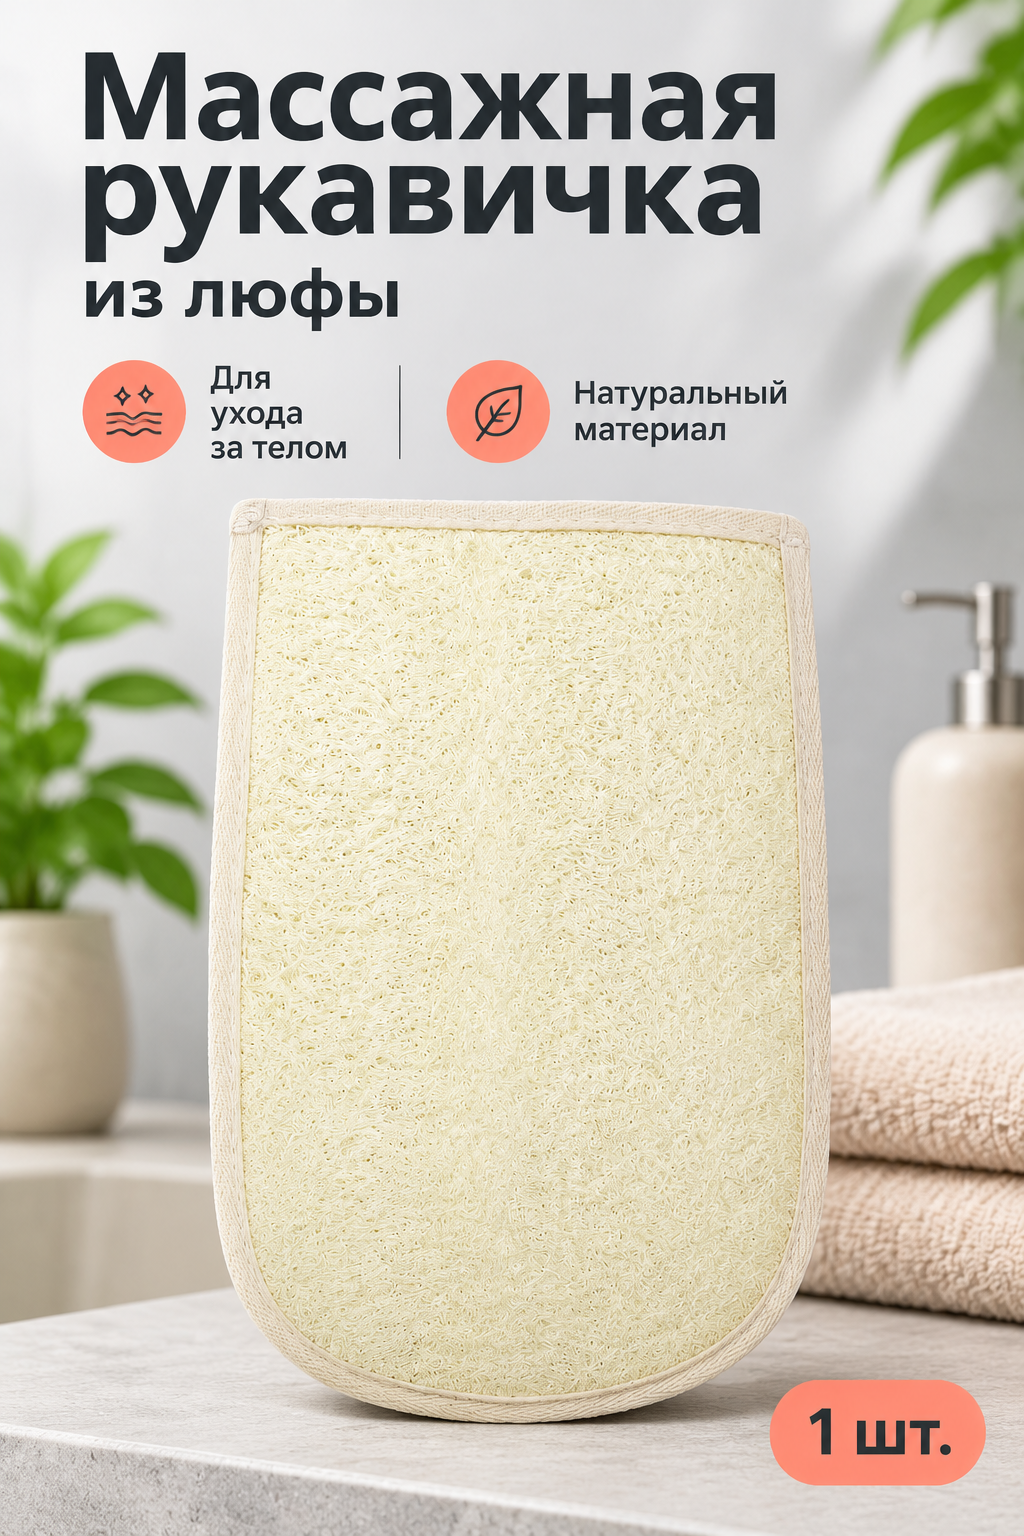 Массажная
рукавичка
из люфы
Для
ухода
за телом
Натуральный
материал
1 шт.